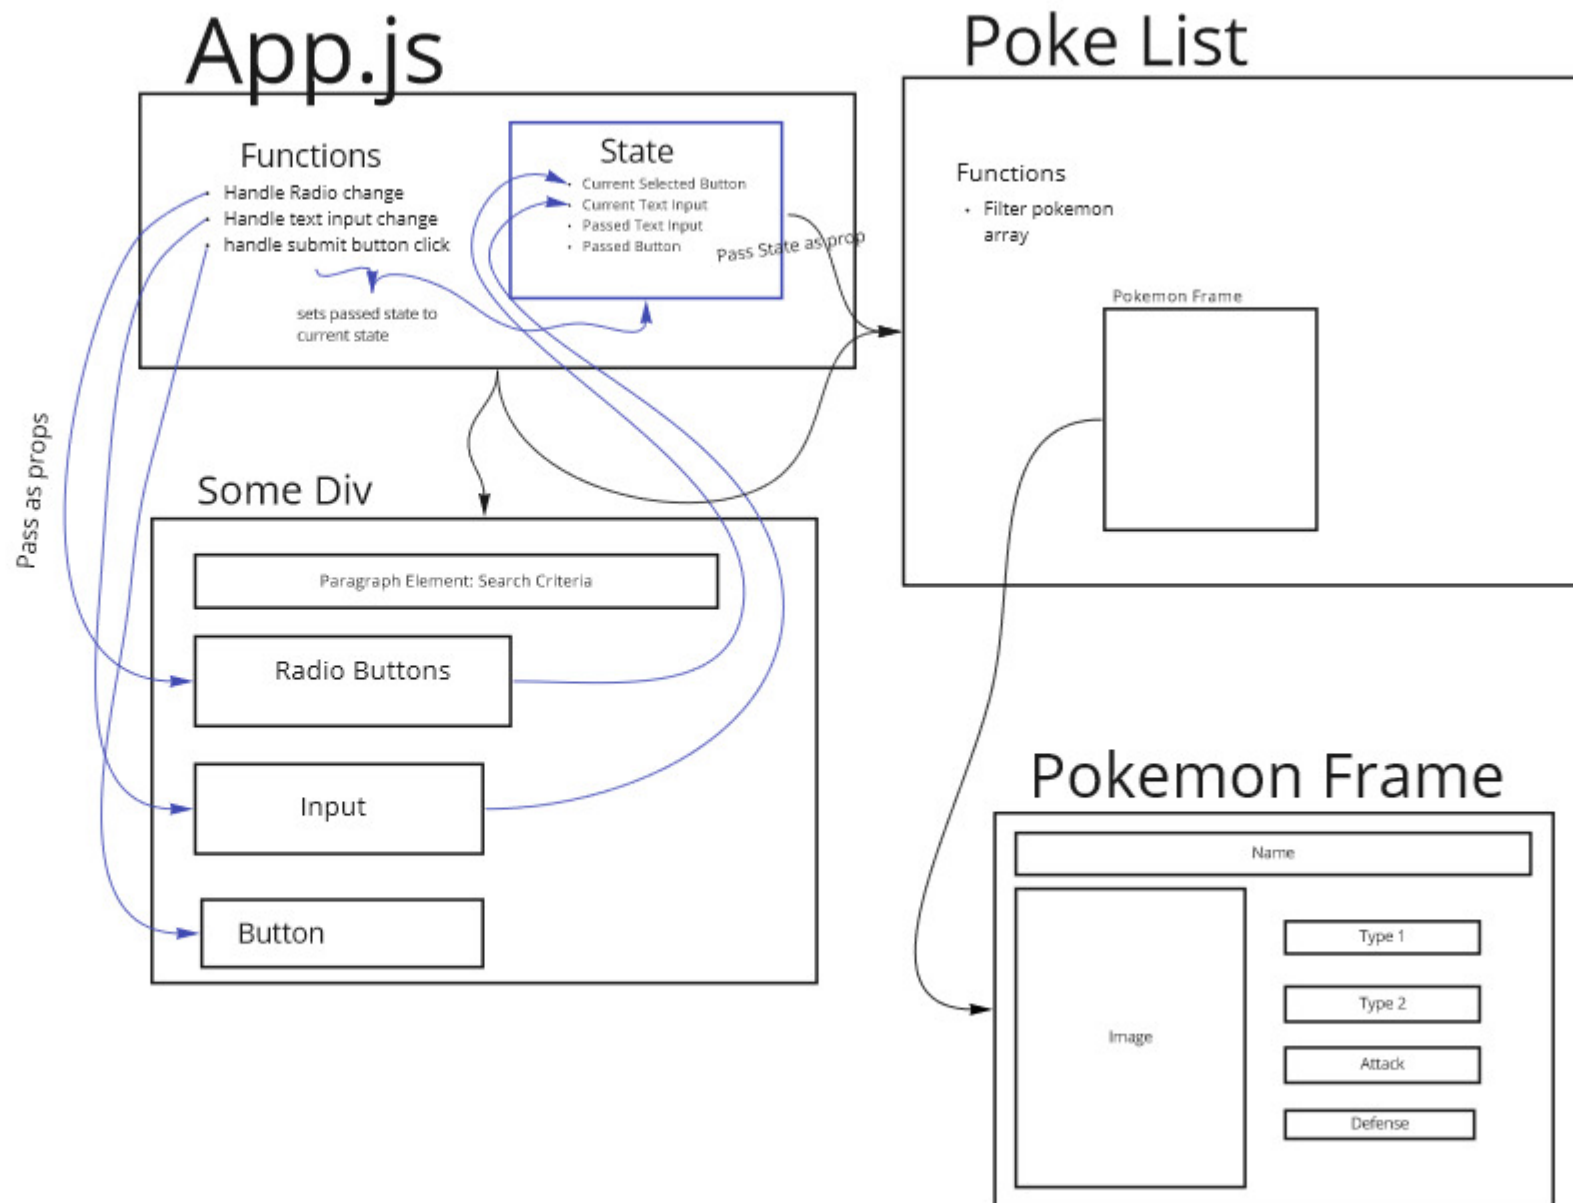 App.js
Functions
Handle Radio change
Handle text input change
handle submit button click
sets passed state to
current state
State
Current Selected Button
Current Text Input
Passed Text Input
Passed Button
Pass State as prop
Pass as props
Some Div
Paragraph Element: Search Criteria
Radio Buttons
Input
Button
Poke List
Functions
Filter pokemon
array
Pokemon Frame
Pokemon Frame
Name
Image
Type 1
Type 2
Attack
Defense